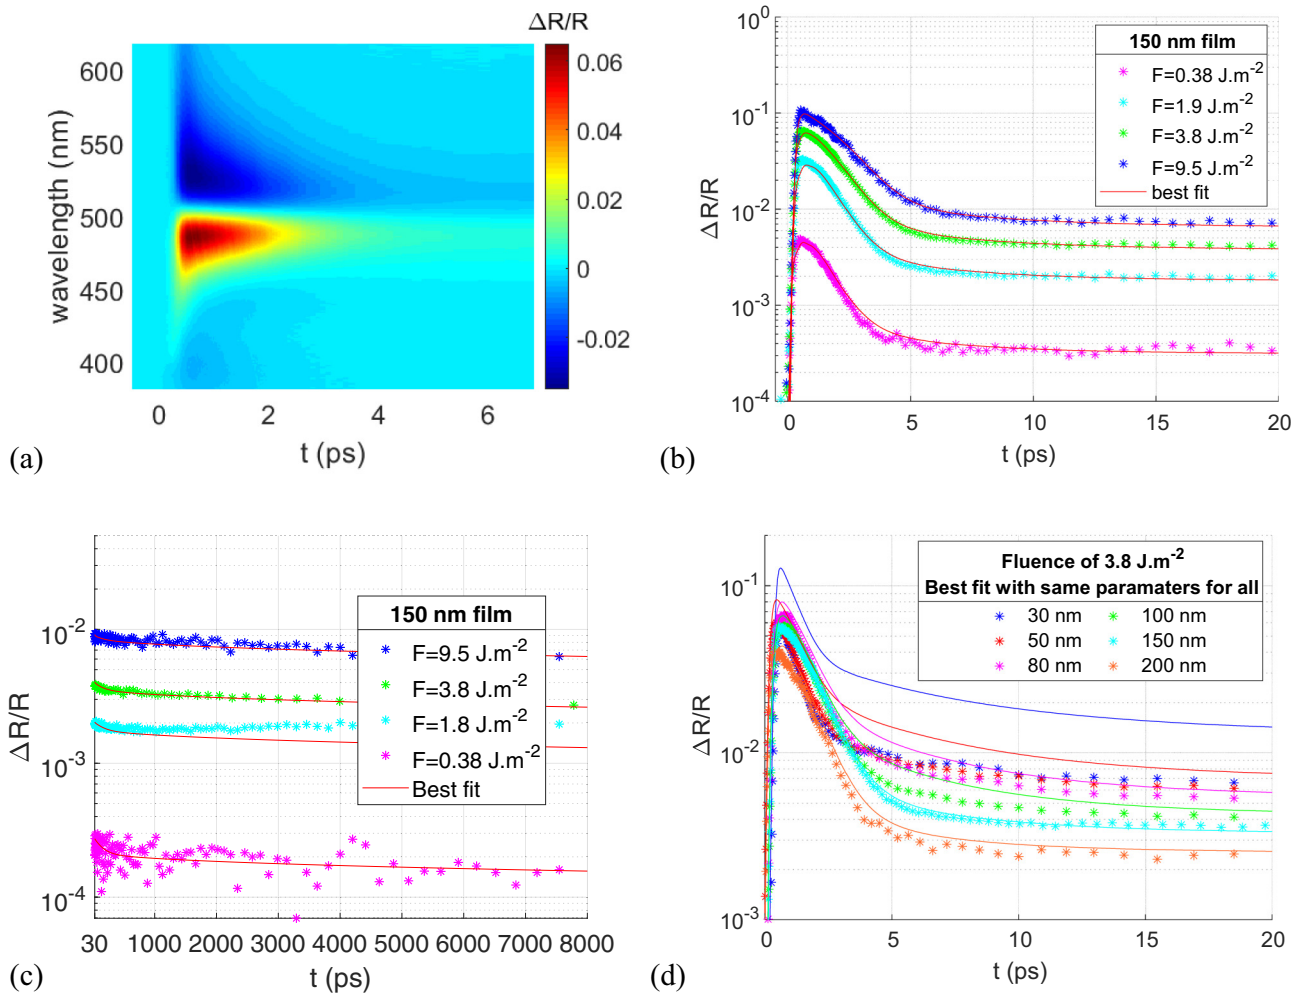 ΔR/R
wavelength (nm)
600
550
500
450
400
0.06
0.04
0.02
0
-0.02
0
2
4
6
t (ps)
(a)
ΔR/R
10^0
10^-1
10^-2
10^-3
10^-4
150 nm film
F=0.38 J.m^-2
F=1.9 J.m^-2
F=3.8 J.m^-2
F=9.5 J.m^-2
best fit
0
5
10
15
20
t (ps)
(b)
ΔR/R
10^-2
10^-3
10^-4
150 nm film
F=9.5 J.m^-2
F=3.8 J.m^-2
F=1.8 J.m^-2
F=0.38 J.m^-2
Best fit
30
1000
2000
3000
4000
5000
6000
7000
8000
t (ps)
(c)
ΔR/R
10^-1
10^-2
10^-3
Fluence of 3.8 J.m^-2
Best fit with same paramaters for all
30 nm
100 nm
50 nm
150 nm
80 nm
200 nm
0
5
10
15
20
t (ps)
(d)